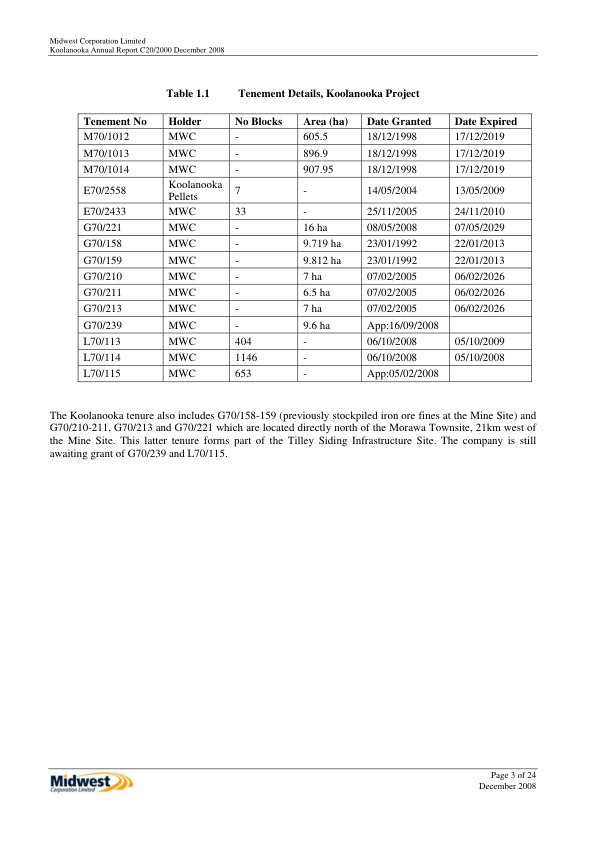 Midwest Corporation Limited
Koolanooka Annual Report C20/2000 December 2008
Table 1.1 Tenement Details, Koolanooka Project
Tenement No Holder No Blocks Area (ha) Date Granted Date Expired
M70/1012 MWC - 605.5 18/12/1998 17/12/2019
M70/1013 MWC - 896.9 18/12/1998 17/12/2019
M70/1014 MWC - 907.95 18/12/1998 17/12/2019
E70/2558 Koolanooka Pellets 7 - 14/05/2004 13/05/2009
E70/2433 MWC 33 - 25/11/2005 24/11/2010
G70/221 MWC - 16 ha 08/05/2008 07/05/2029
G70/158 MWC - 9.719 ha 23/01/1992 22/01/2013
G70/159 MWC - 9.812 ha 23/01/1992 22/01/2013
G70/210 MWC - 7 ha 07/02/2005 06/02/2026
G70/211 MWC - 6.5 ha 07/02/2005 06/02/2026
G70/213 MWC - 7 ha 07/02/2005 06/02/2026
G70/239 MWC - 9.6 ha App:16/09/2008
L70/113 MWC 404 - 06/10/2008 05/10/2009
L70/114 MWC 1146 - 06/10/2008 05/10/2008
L70/115 MWC 653 - App:05/02/2008
The Koolanooka tenure also includes G70/158-159 (previously stockpiled iron ore fines at the Mine Site) and
G70/210-211, G70/213 and G70/221 which are located directly north of the Morawa Townsite, 21km west of
the Mine Site. This latter tenure forms part of the Tilley Siding Infrastructure Site. The company is still
awaiting grant of G70/239 and L70/115.
Midwest
Corporation Limited
Page 3 of 24
December 2008